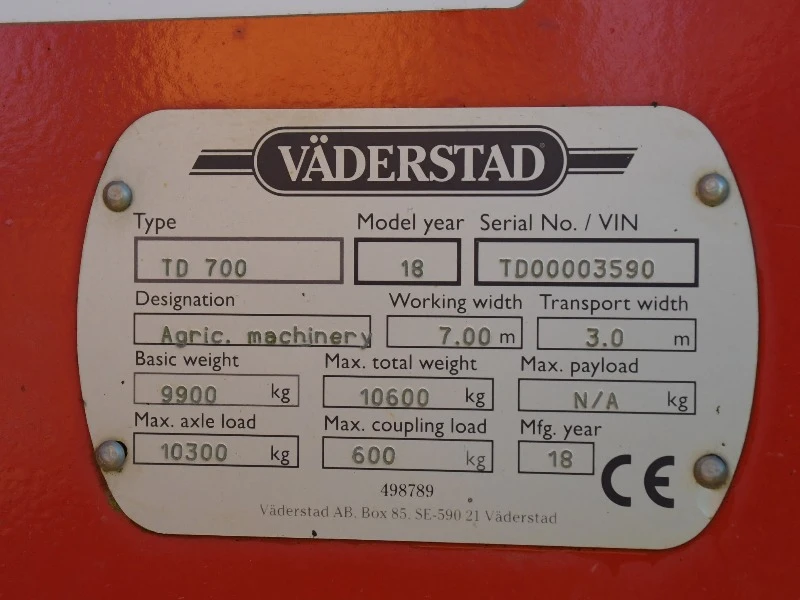 VÄDERSTAD
Type Model year Serial No. / VIN
TD 700 18 TD00003590
Designation Working width Transport width
Agric. machinery 7.00 m 3.0 m
Basic weight Max. total weight Max. payload
9900 kg 10600 kg N/A kg
Max. axle load Max. coupling load Mfg. year
10300 kg 600 kg 18 CE
498789
Väderstad AB, Box 85, SE-590 21 Väderstad